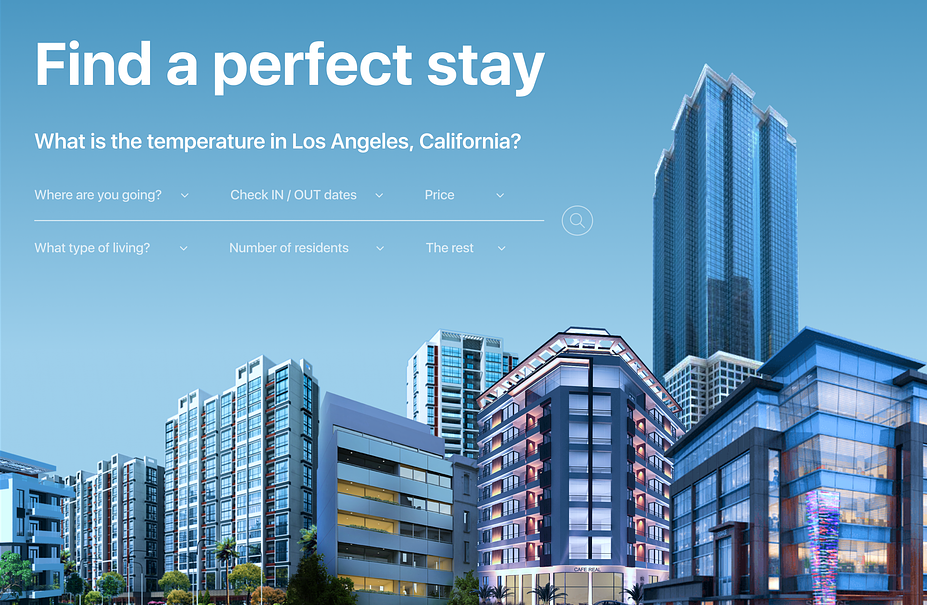 Find a perfect stay
What is the temperature in Los Angeles, California?
Where are you going? Check IN / OUT dates Price
What type of living? Number of residents The rest
CAFE REAL